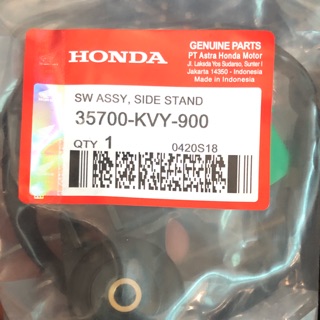 HONDA
GENUINE PARTS
PT Astra Honda Motor
Jl. Laksda Yos Sudarso, Sunter I
Jakarta 14350 - Indonesia
Made in Indonesia
SW ASSY, SIDE STAND
35700-KVY-900
QTY 1
0420S18